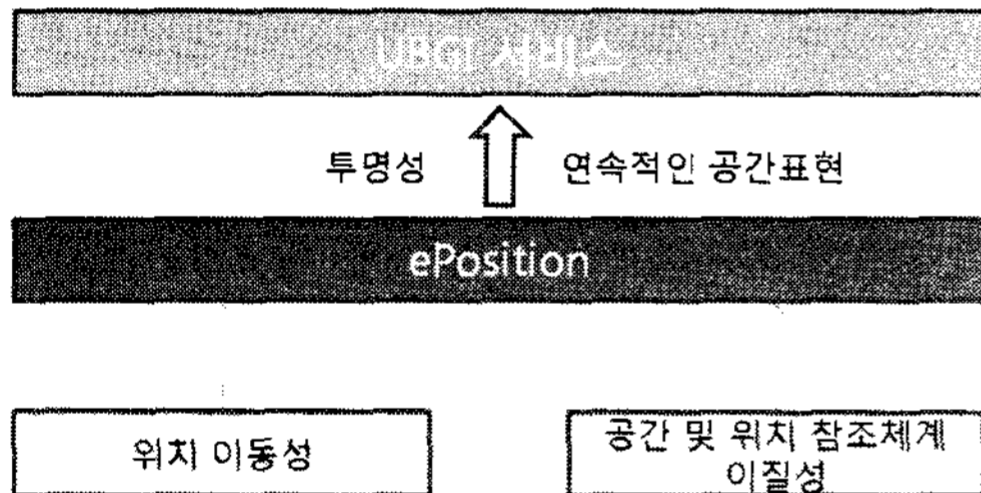 UBGI 서비스
투명성 연속적인 공간표현
ePosition
위치 이동성
공간 및 위치 참조체계
이질성